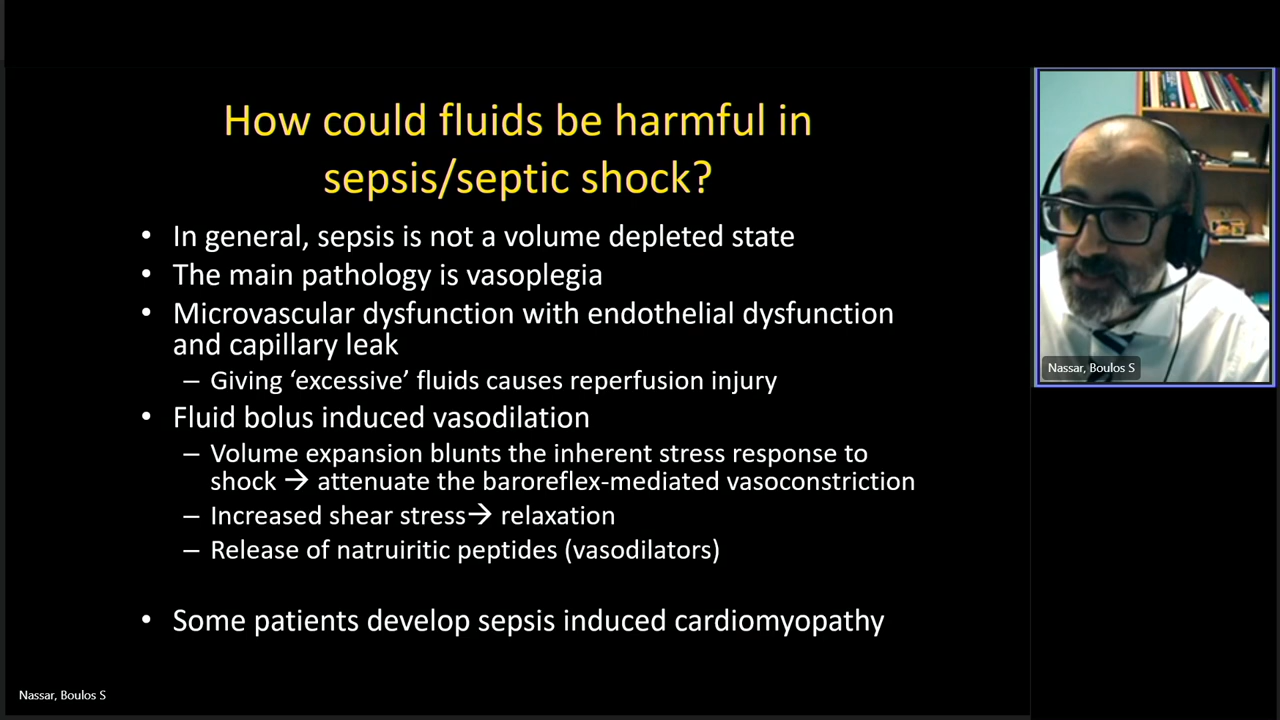 How could fluids be harmful in
sepsis/septic shock?
• In general, sepsis is not a volume depleted state
• The main pathology is vasoplegia
• Microvascular dysfunction with endothelial dysfunction
and capillary leak
– Giving ‘excessive’ fluids causes reperfusion injury
• Fluid bolus induced vasodilation
– Volume expansion blunts the inherent stress response to
shock → attenuate the baroreflex-mediated vasoconstriction
– Increased shear stress→ relaxation
– Release of natruiritic peptides (vasodilators)
• Some patients develop sepsis induced cardiomyopathy
Nassar, Boulos S
Nassar, Boulos S